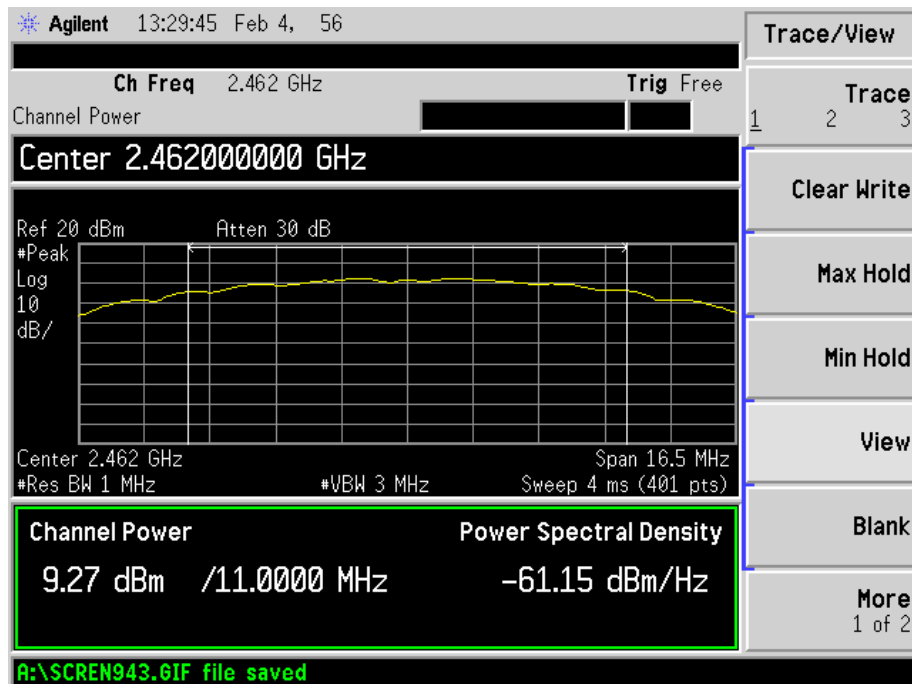 Agilent 13:29:45 Feb 4, 56
Ch Freq 2.462 GHz Trig Free
Channel Power
Center 2.462000000 GHz
Ref 20 dBm Atten 30 dB
#Peak
Log
10
dB/
Center 2.462 GHz Span 16.5 MHz
#Res BW 1 MHz #VBW 3 MHz Sweep 4 ms (401 pts)
Channel Power Power Spectral Density
9.27 dBm /11.0000 MHz -61.15 dBm/Hz
A:\SCREN943.GIF file saved
Trace/View
Trace
1 2 3
Clear Write
Max Hold
Min Hold
View
Blank
More
1 of 2